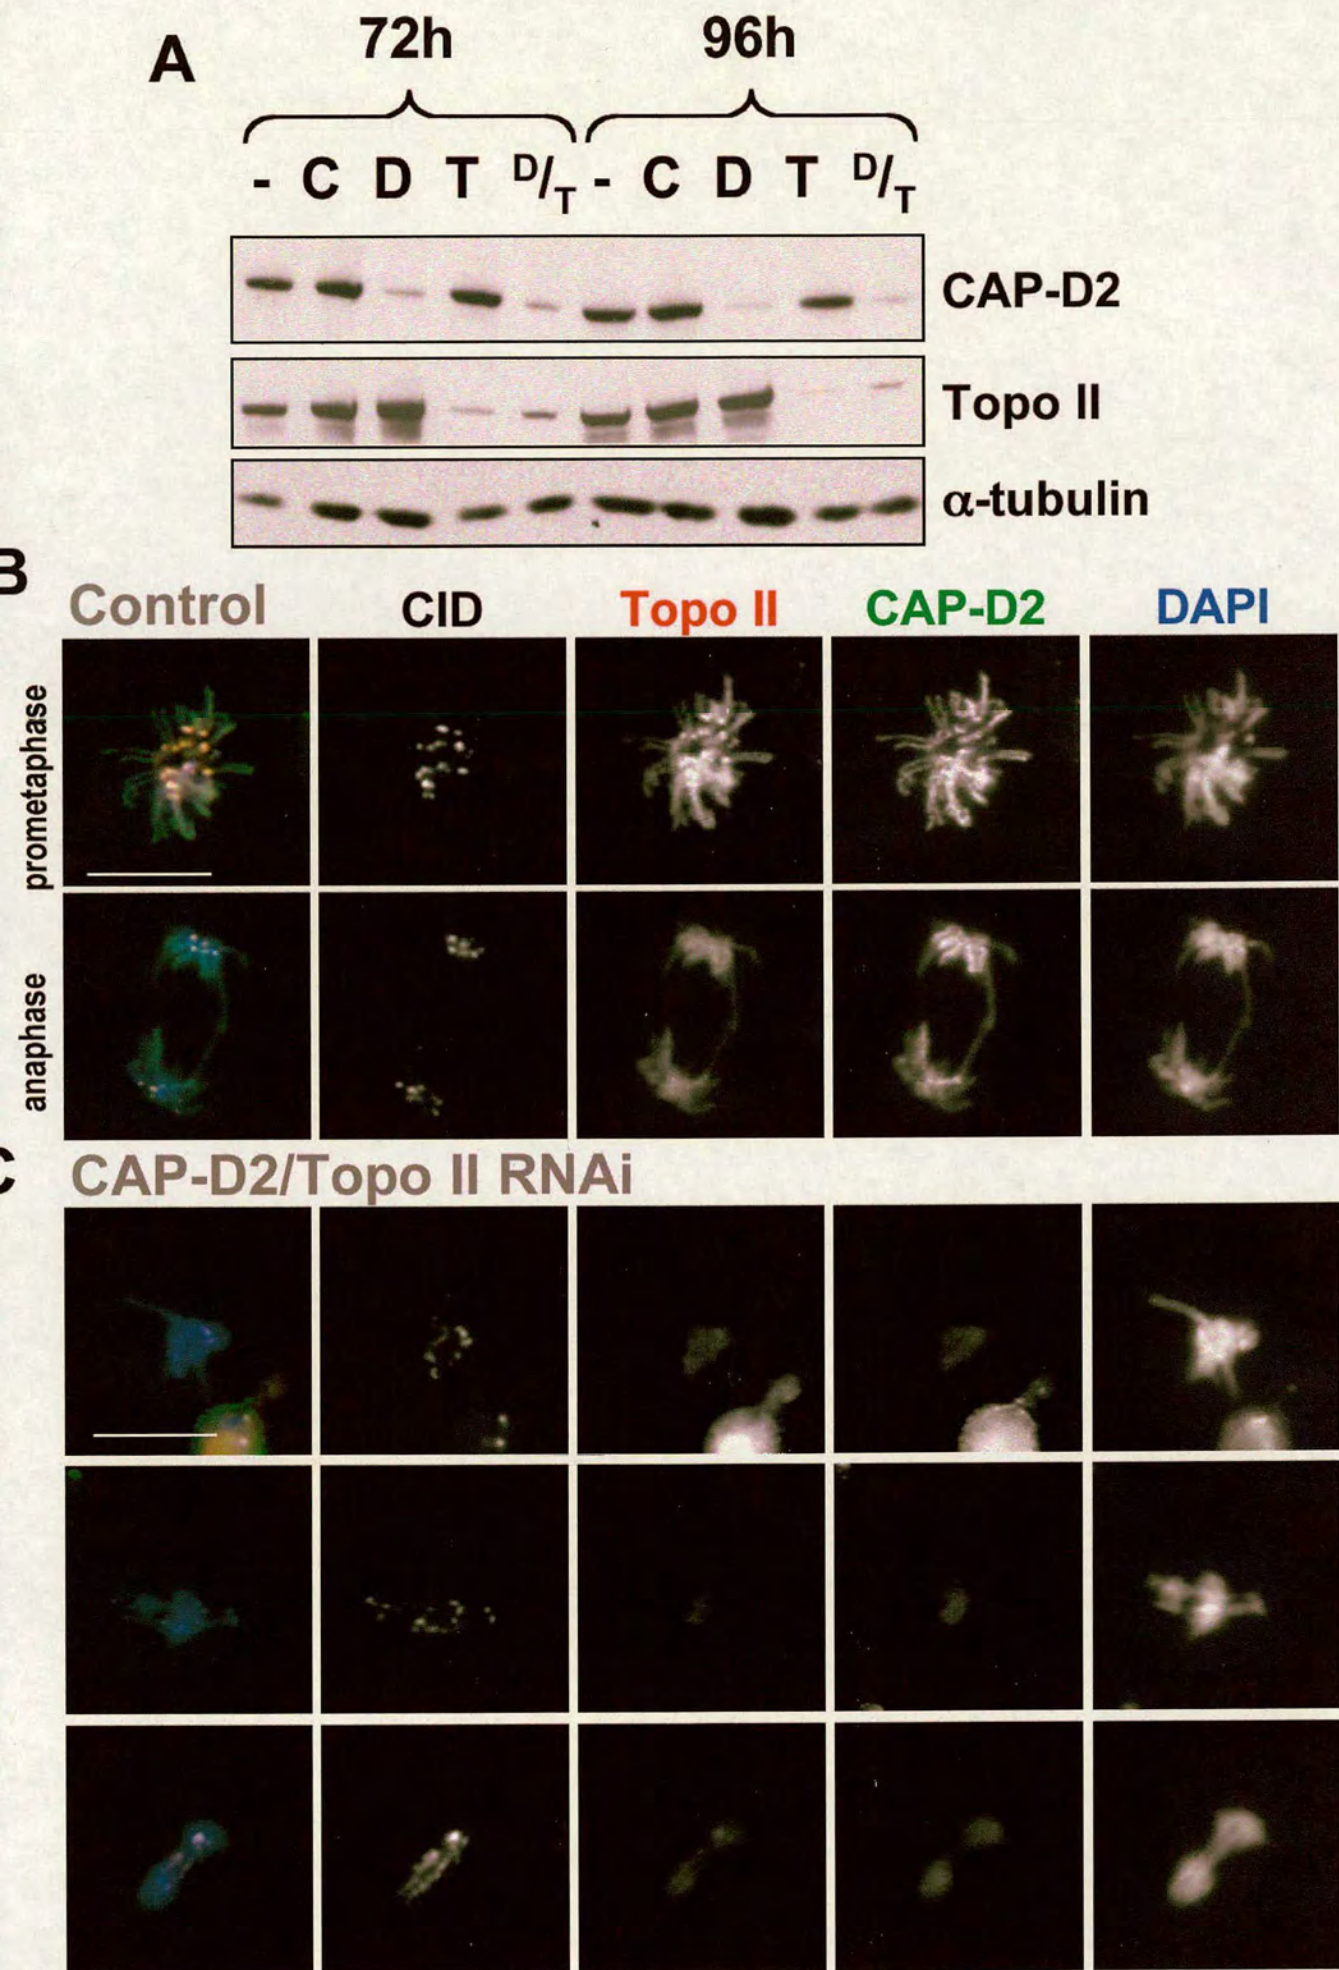 A
72h 96h
- C D T D/T - C D T D/T
CAP-D2
Topo II
α-tubulin
B
Control CID Topo II CAP-D2 DAPI
prometaphase
anaphase
C
CAP-D2/Topo II RNAi